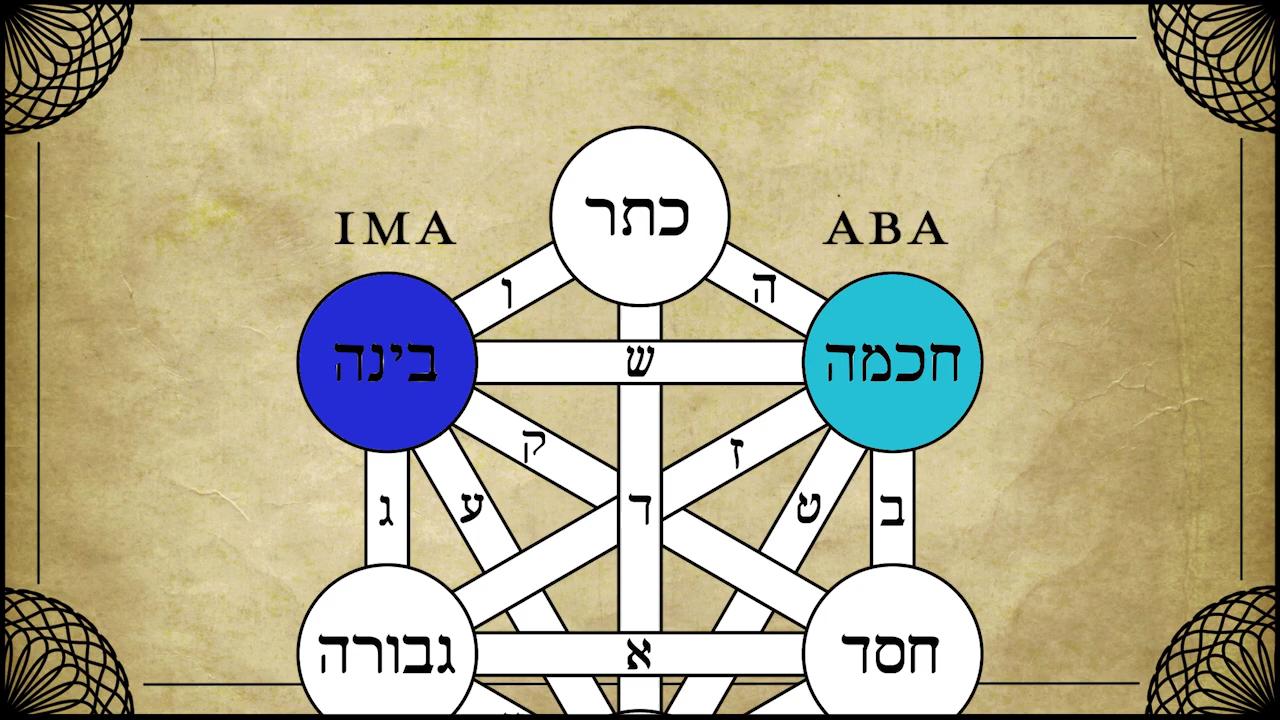 כתר
IMA
ABA
ו
ה
בינה
ש
חכמה
ק
ז
ג
ע
ד
ט
ב
גבורה
א
חסד